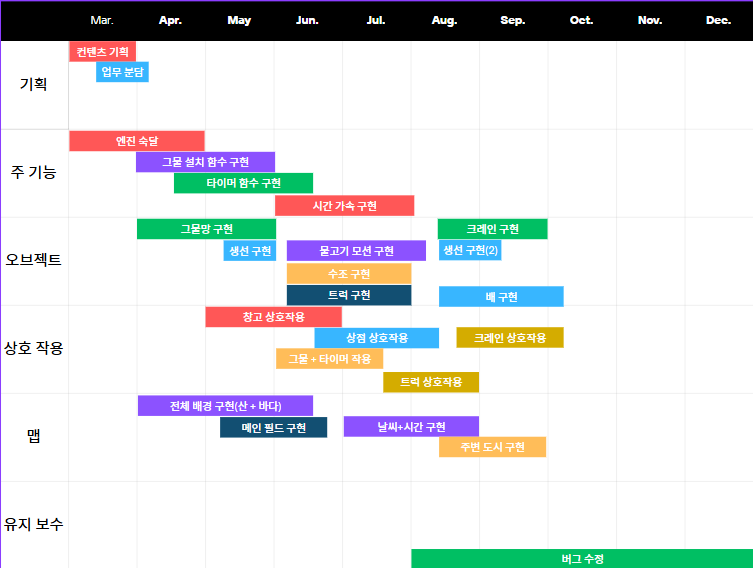 Mar. Apr. May Jun. Jul. Aug. Sep. Oct. Nov. Dec.
기획
컨텐츠 기획
업무 분담
주 기능
엔진 숙달
그물 설치 함수 구현
타이머 함수 구현
시간 가속 구현
오브젝트
그물망 구현
크레인 구현
생선 구현
물고기 모션 구현
생선 구현(2)
수조 구현
트럭 구현
배 구현
상호 작용
창고 상호작용
상점 상호작용
크레인 상호작용
그물 + 타이머 작용
트럭 상호작용
맵
전체 배경 구현(산 + 바다)
메인 필드 구현
날씨+시간 구현
주변 도시 구현
유지 보수
버그 수정